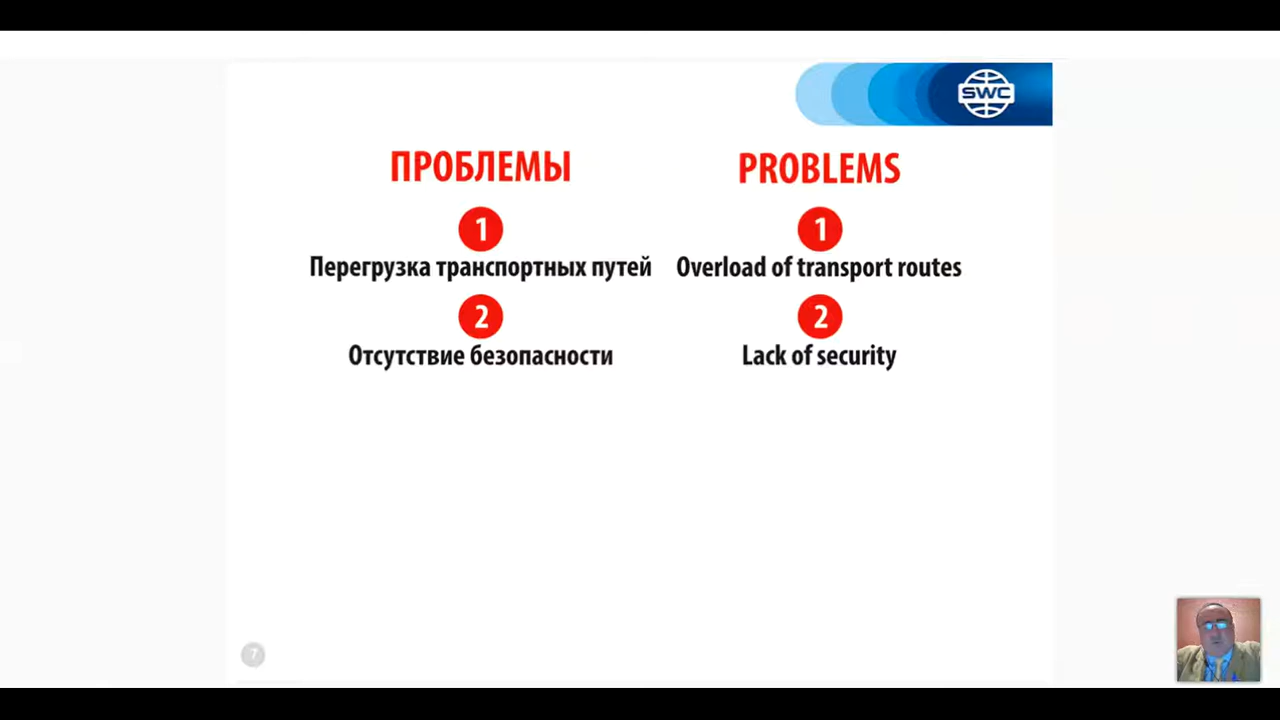 SWC
ПРОБЛЕМЫ
1
Перегрузка транспортных путей
2
Отсутствие безопасности
PROBLEMS
1
Overload of transport routes
2
Lack of security
7